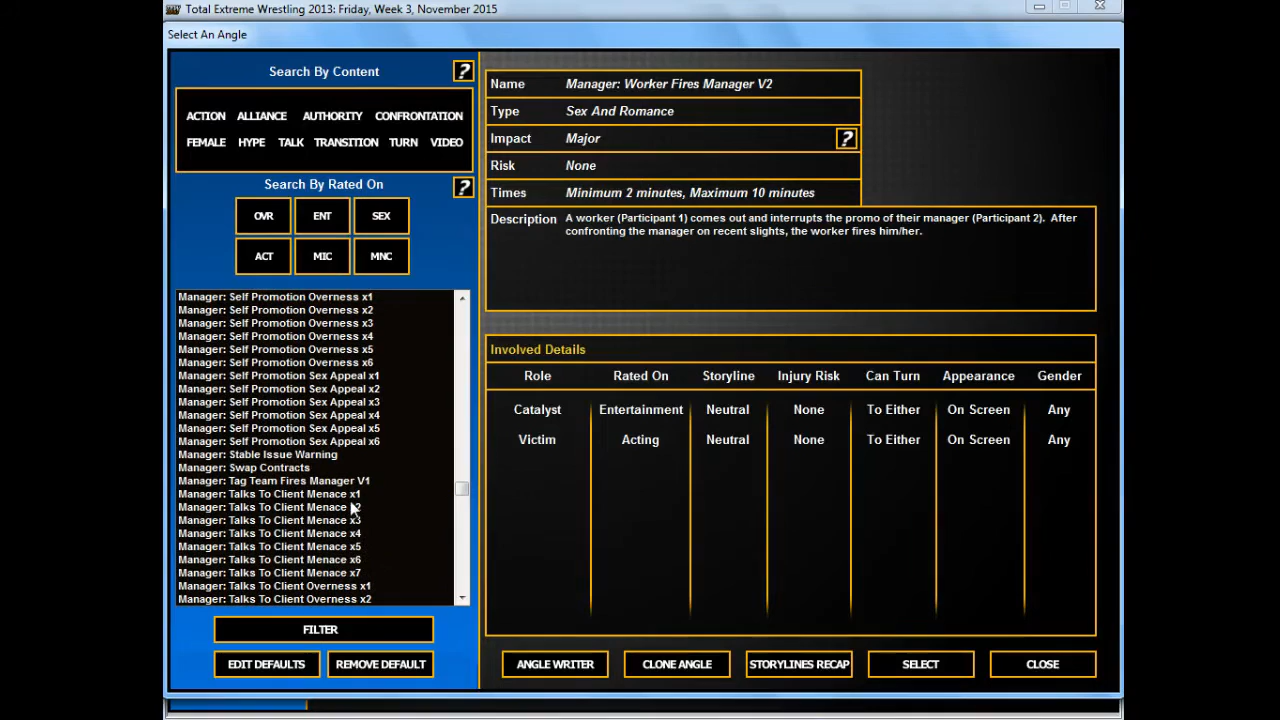 Total Extreme Wrestling 2013: Friday, Week 3, November 2015
Select An Angle
Search By Content
?
ACTION ALLIANCE AUTHORITY CONFRONTATION
FEMALE HYPE TALK TRANSITION TURN VIDEO
Search By Rated On
?
OVR ENT SEX
ACT MIC MNC
Manager: Self Promotion Overness x1
Manager: Self Promotion Overness x2
Manager: Self Promotion Overness x3
Manager: Self Promotion Overness x4
Manager: Self Promotion Overness x5
Manager: Self Promotion Overness x6
Manager: Self Promotion Sex Appeal x1
Manager: Self Promotion Sex Appeal x2
Manager: Self Promotion Sex Appeal x3
Manager: Self Promotion Sex Appeal x4
Manager: Self Promotion Sex Appeal x5
Manager: Self Promotion Sex Appeal x6
Manager: Stable Issue Warning
Manager: Swap Contracts
Manager: Tag Team Fires Manager V1
Manager: Talks To Client Menace x1
Manager: Talks To Client Menace x2
Manager: Talks To Client Menace x3
Manager: Talks To Client Menace x4
Manager: Talks To Client Menace x5
Manager: Talks To Client Menace x6
Manager: Talks To Client Menace x7
Manager: Talks To Client Overness x1
Manager: Talks To Client Overness x2
FILTER
EDIT DEFAULTS REMOVE DEFAULT
Name Manager: Worker Fires Manager V2
Type Sex And Romance
Impact Major ?
Risk None
Times Minimum 2 minutes, Maximum 10 minutes
Description A worker (Participant 1) comes out and interrupts the promo of their manager (Participant 2). After
confronting the manager on recent slights, the worker fires him/her.
Involved Details
Role Rated On Storyline Injury Risk Can Turn Appearance Gender
Catalyst Entertainment Neutral None To Either On Screen Any
Victim Acting Neutral None To Either On Screen Any
ANGLE WRITER CLONE ANGLE STORYLINES RECAP SELECT CLOSE